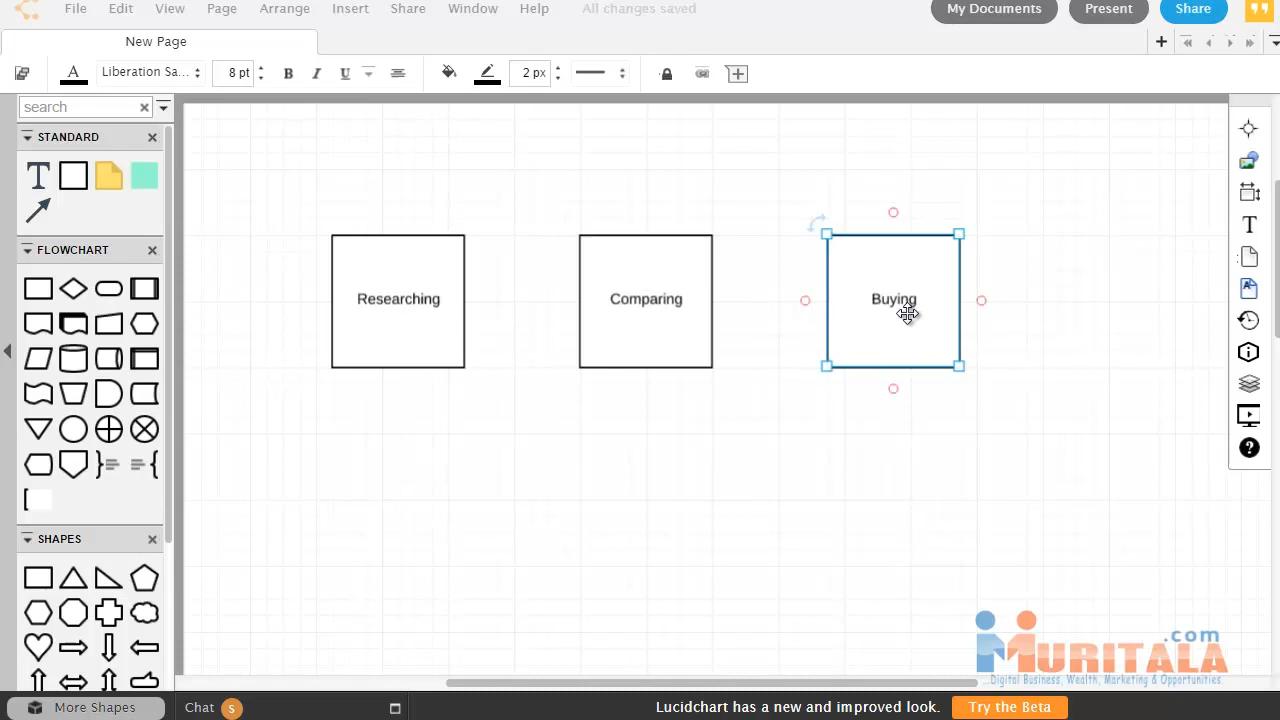 File Edit View Page Arrange Insert Share Window Help All changes saved My Documents Present Share
New Page
A Liberation Sa... 8 pt B I U 2 px
search
STANDARD
T
FLOWCHART
SHAPES
Researching Comparing Buying
T
A
?
.com
MURITALA
...Digital Business, Wealth, Marketing & Opportunities
More Shapes Chat S Lucidchart has a new and improved look. Try the Beta